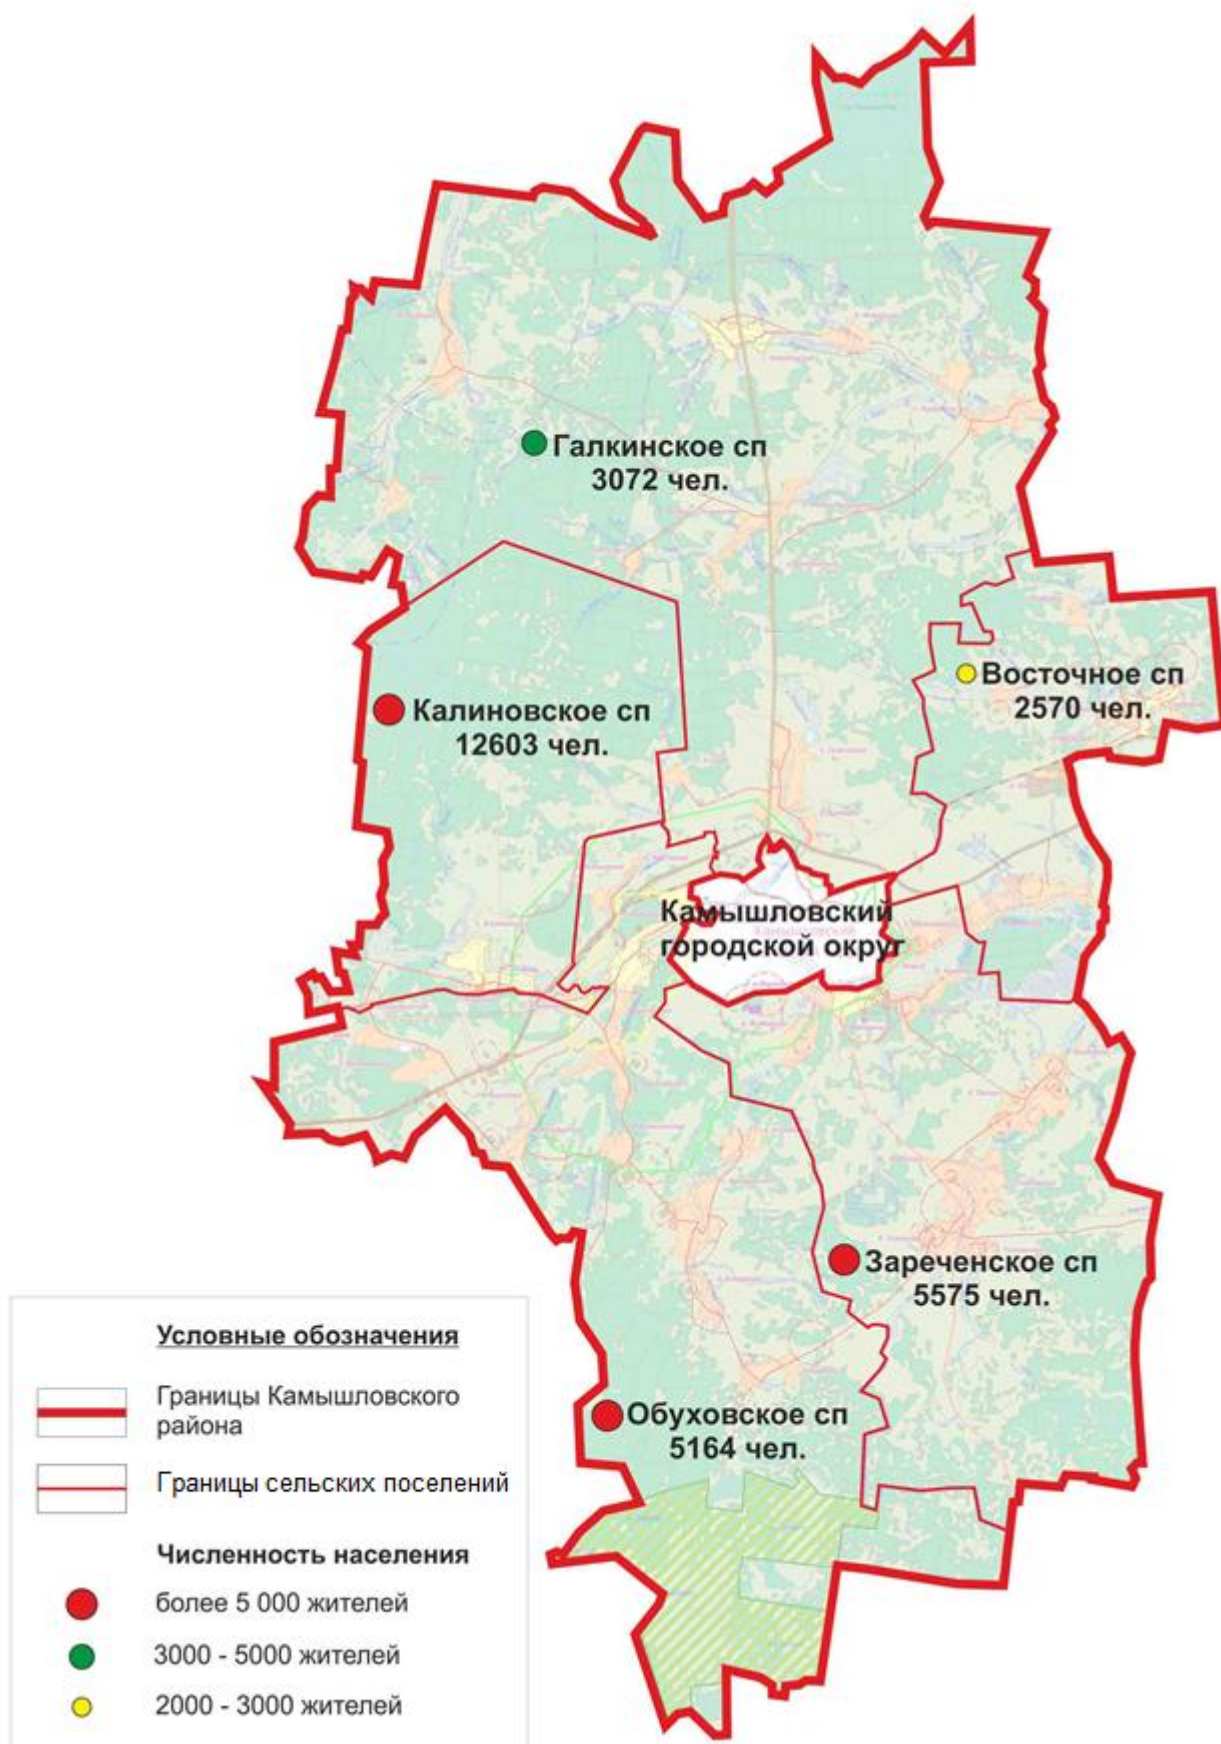 Галкинское сп
3072 чел.
Восточное сп
2570 чел.
Калиновское сп
12603 чел.
Камышловский
городской округ
Зареченское сп
5575 чел.
Обуховское сп
5164 чел.
Условные обозначения
Границы Камышловского
района
Границы сельских поселений
Численность населения
более 5 000 жителей
3000 - 5000 жителей
2000 - 3000 жителей